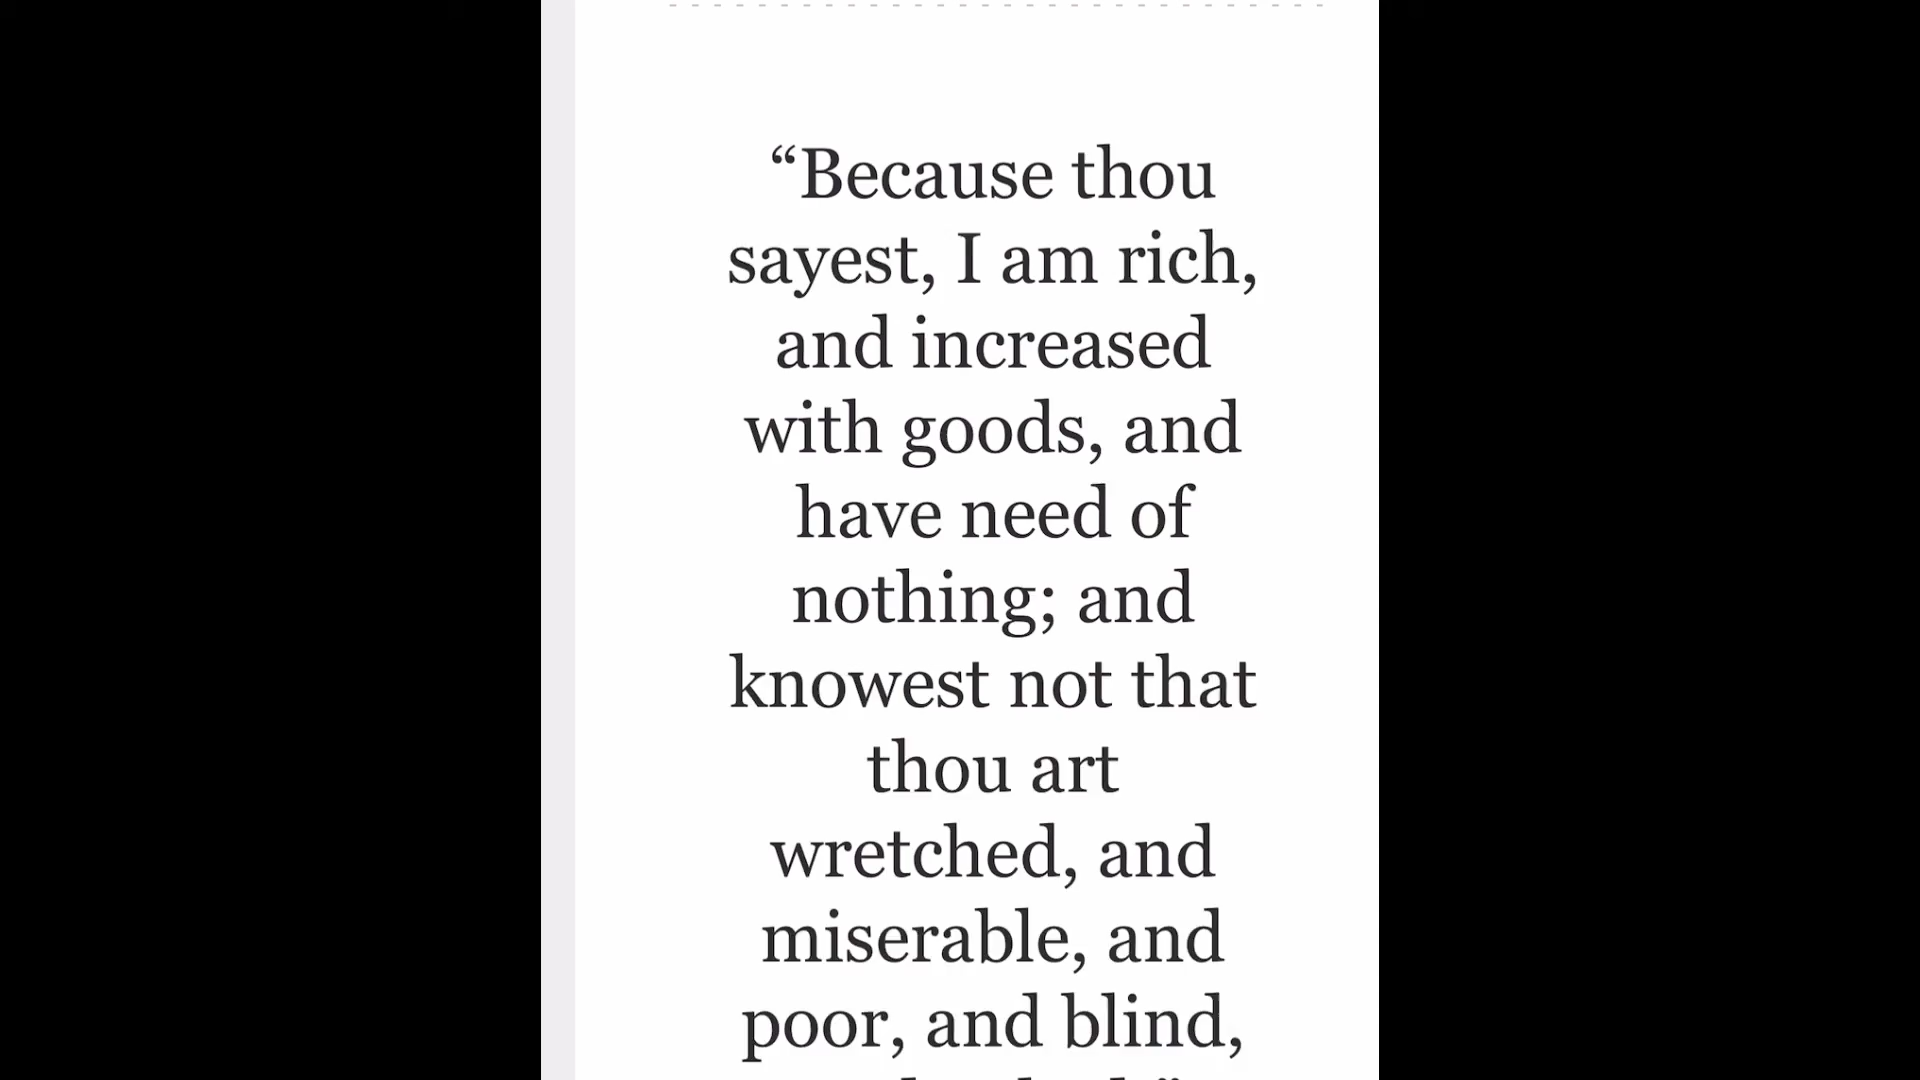 “Because thou
sayest, I am rich,
and increased
with goods, and
have need of
nothing; and
knowest not that
thou art
wretched, and
miserable, and
poor, and blind,